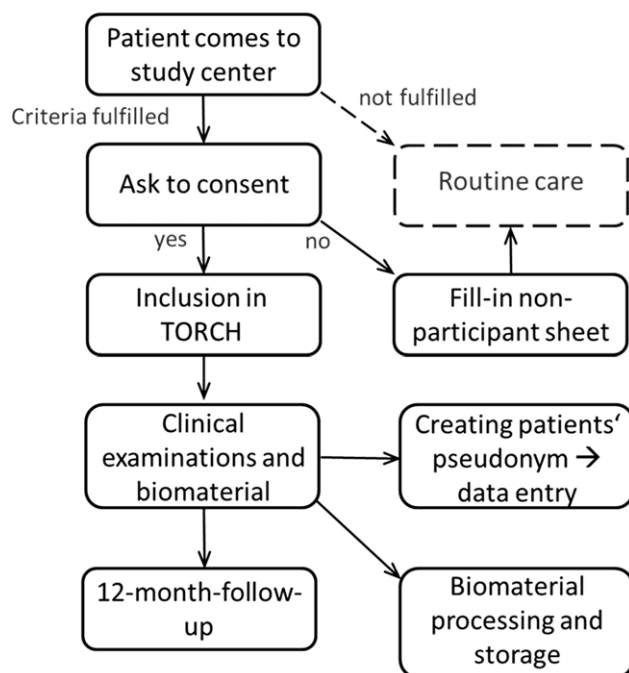 Patient comes to
study center
Criteria fulfilled
not fulfilled
Ask to consent
Routine care
yes
no
Inclusion in
TORCH
Fill-in non-
participant sheet
Clinical
examinations and
biomaterial
Creating patients‘
pseudonym →
data entry
12-month-follow-
up
Biomaterial
processing and
storage